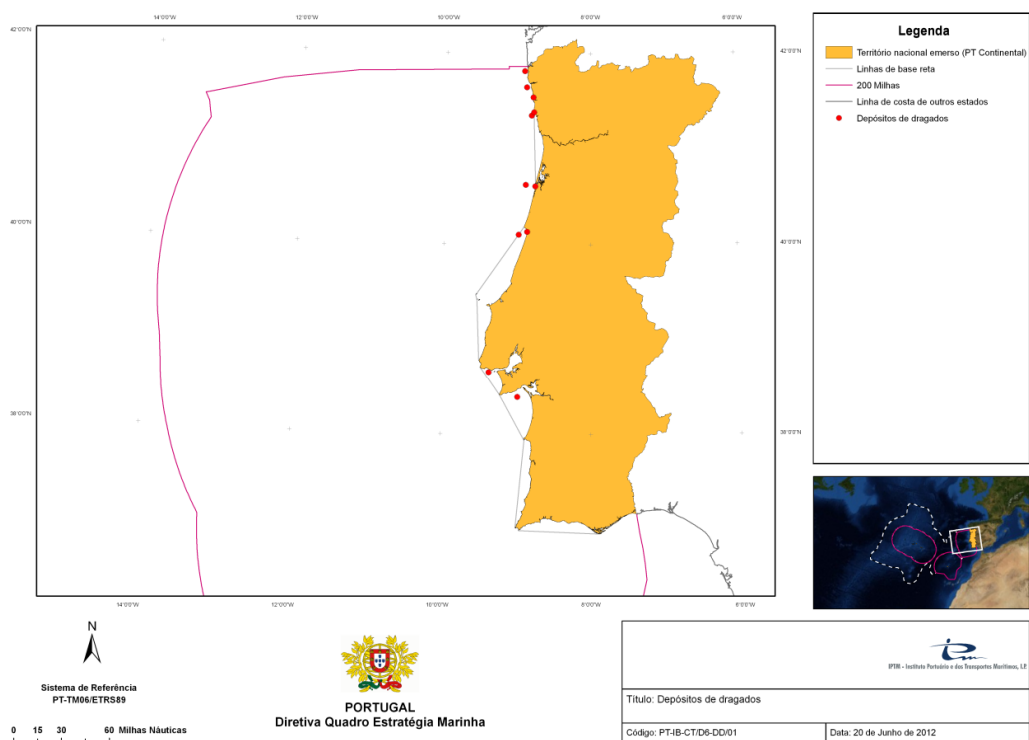 14°0'0"W
12°0'0"W
10°0'0"W
8°0'0"W
6°0'0"W
42°0'0"N
42°0'0"N
40°0'0"N
40°0'0"N
38°0'0"N
38°0'0"N
14°0'0"W
12°0'0"W
10°0'0"W
8°0'0"W
6°0'0"W
Legenda
Território nacional emerso (PT Continental)
Linhas de base reta
200 Milhas
Linha de costa de outros estados
Depósitos de dragados
N
Sistema de Referência
PT-TM06/ETRS89
0 15 30 60 Milhas Náuticas
PORTUGAL
Diretiva Quadro Estratégia Marinha
IPTM - Instituto Portuário e dos Transportes Marítimos, I.P.
Título: Depósitos de dragados
Código: PT-IB-CT/D6-DD/01
Data: 20 de Junho de 2012